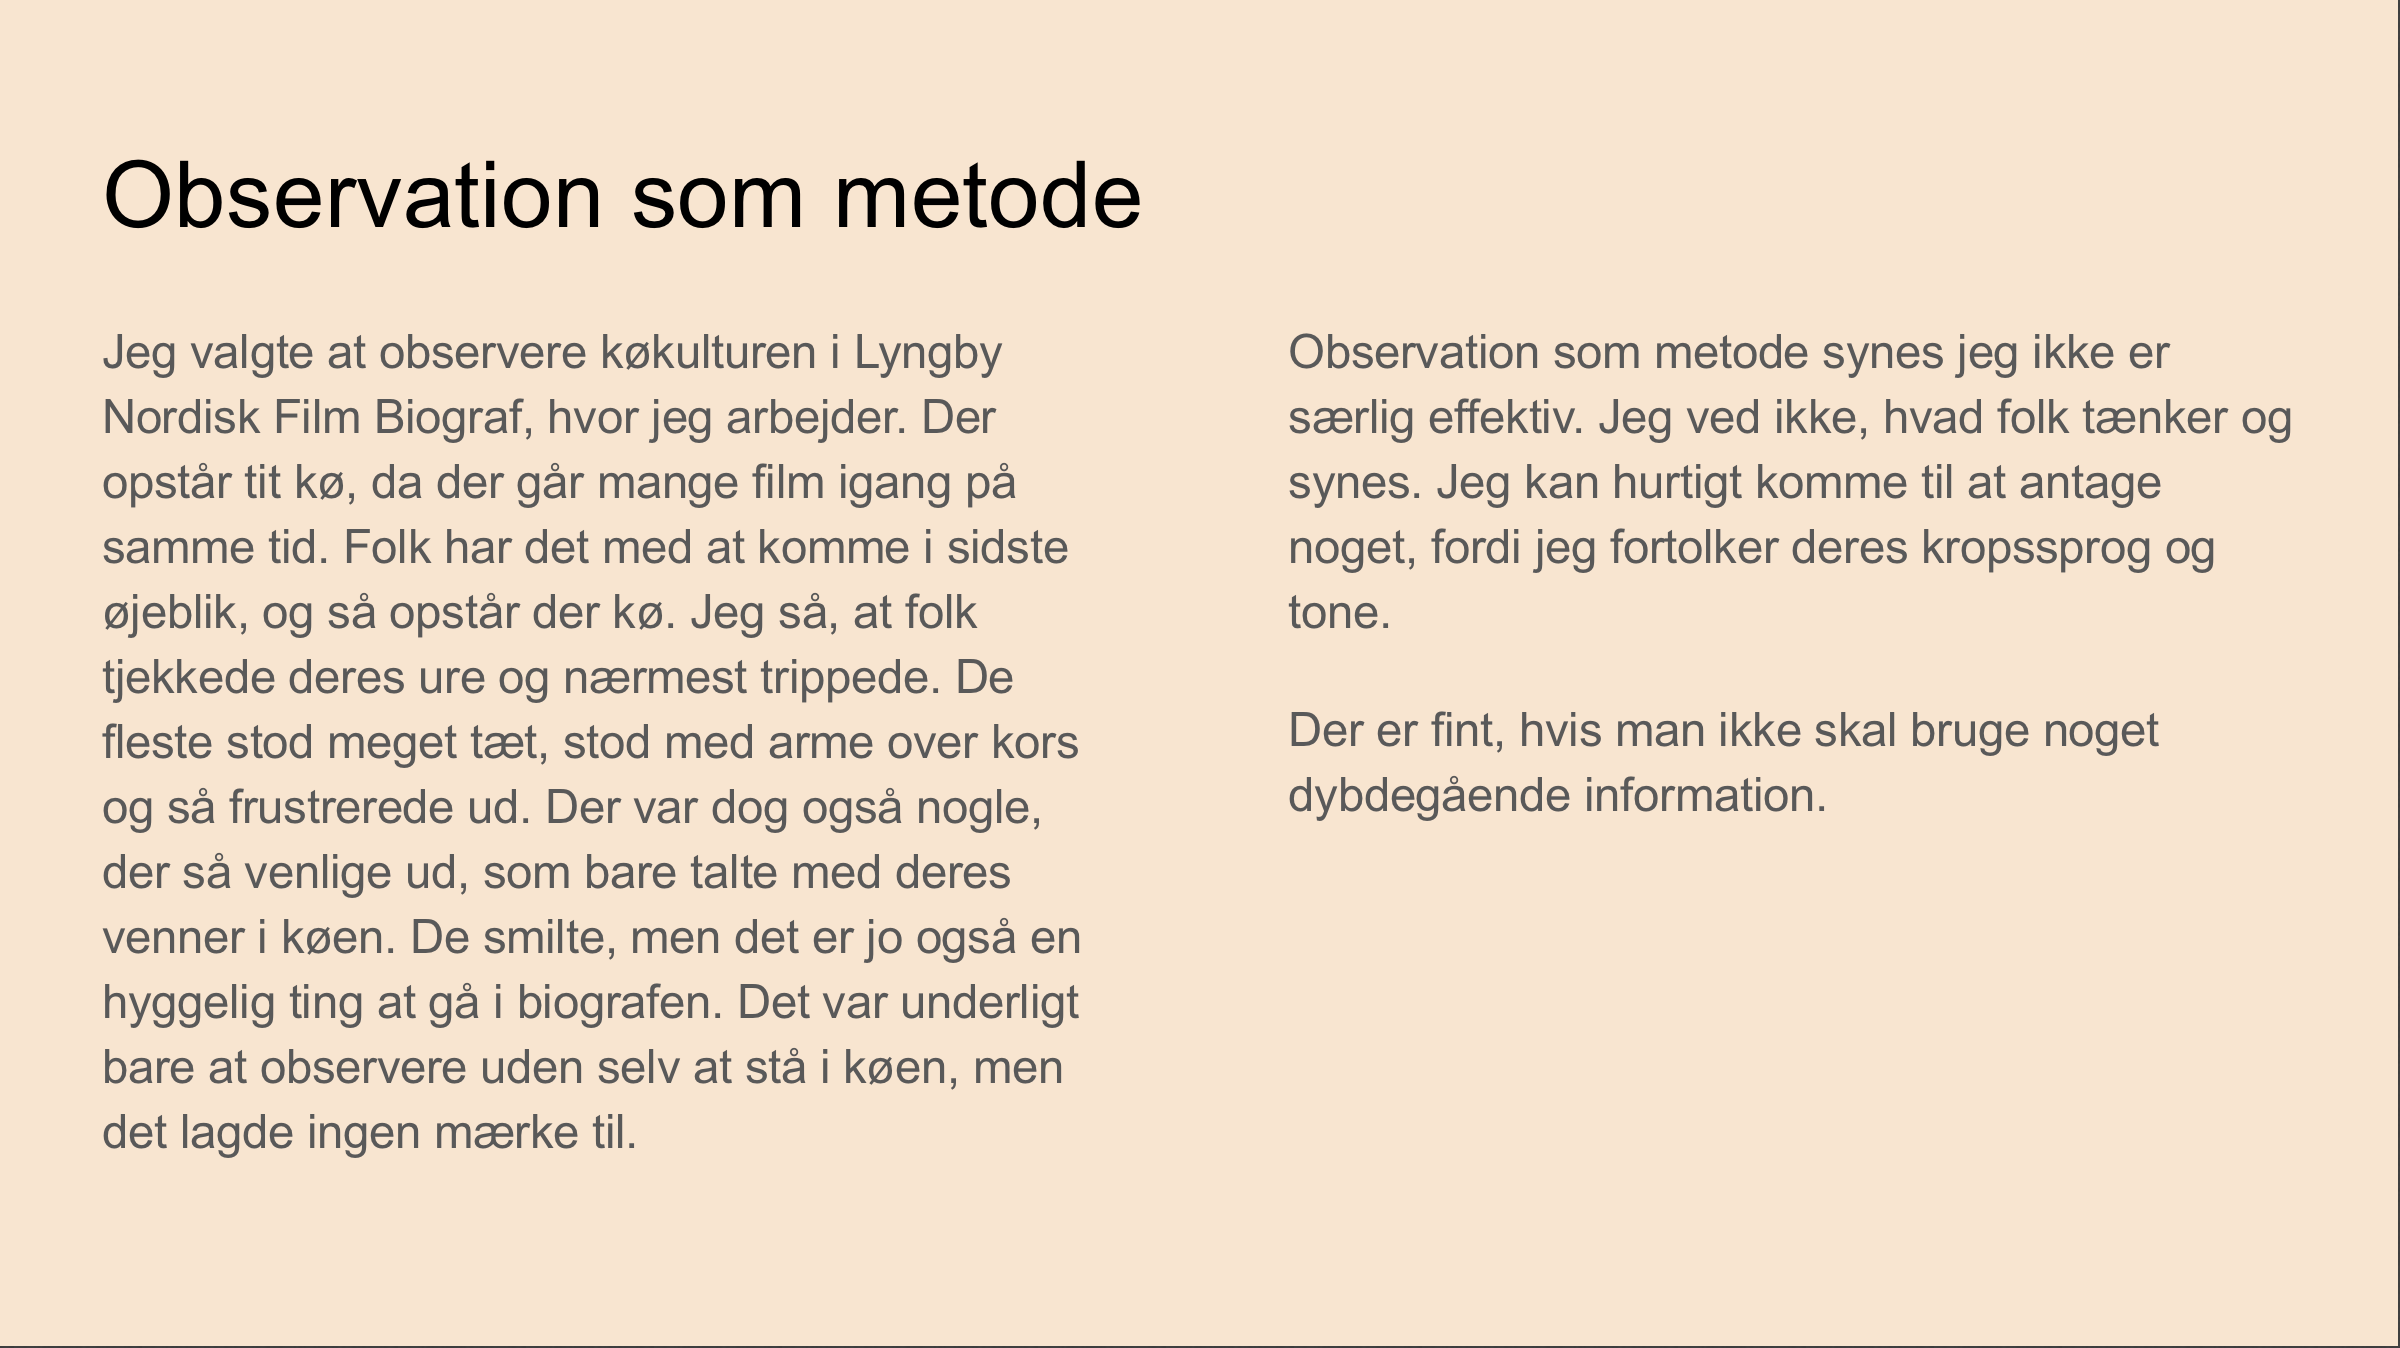 Observation som metode
Jeg valgte at observere køkulturen i Lyngby
Nordisk Film Biograf, hvor jeg arbejder. Der
opstår tit kø, da der går mange film igang på
samme tid. Folk har det med at komme i sidste
øjeblik, og så opstår der kø. Jeg så, at folk
tjekkede deres ure og nærmest trippede. De
fleste stod meget tæt, stod med arme over kors
og så frustrerede ud. Der var dog også nogle,
der så venlige ud, som bare talte med deres
venner i køen. De smilte, men det er jo også en
hyggelig ting at gå i biografen. Det var underligt
bare at observere uden selv at stå i køen, men
det lagde ingen mærke til.
Observation som metode synes jeg ikke er
særlig effektiv. Jeg ved ikke, hvad folk tænker og
synes. Jeg kan hurtigt komme til at antage
noget, fordi jeg fortolker deres kropssprog og
tone.
Der er fint, hvis man ikke skal bruge noget
dybdegående information.